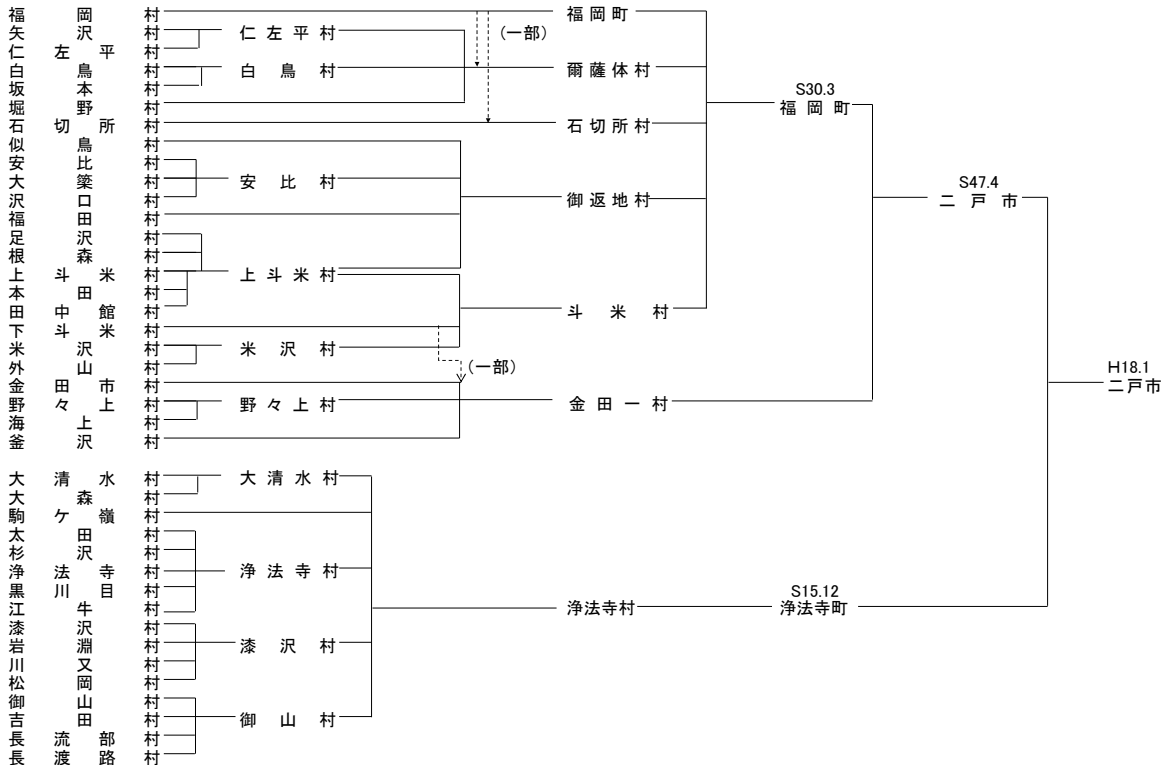 福岡村 福岡町
矢沢村 仁左平村 (一部)
仁左平村
白鳥村 白鳥村 爾薩体村
坂本村 S30.3
堀野村 福岡町
石切所村 石切所村
似鳥村
安比村
大簗村 安比村 S47.4
沢口村 御返地村 二戸市
福田村
足沢村
根森村
上斗米村 上斗米村
本田村
田中館村 斗米村
下斗米村
米沢村 米沢村
外山村 (一部) H18.1
金田市村 二戸市
野々上村 野々上村 金田一村
海上村
釜沢村
大清水村 大清水村
大森村
駒ケ嶺村
太田村
杉沢村
浄法寺村 浄法寺村
黒川目村 S15.12
江牛村 浄法寺村 浄法寺町
漆沢村
岩淵村 漆沢村
川又村
松岡村
御山村
吉田村 御山村
長流部村
長渡路村